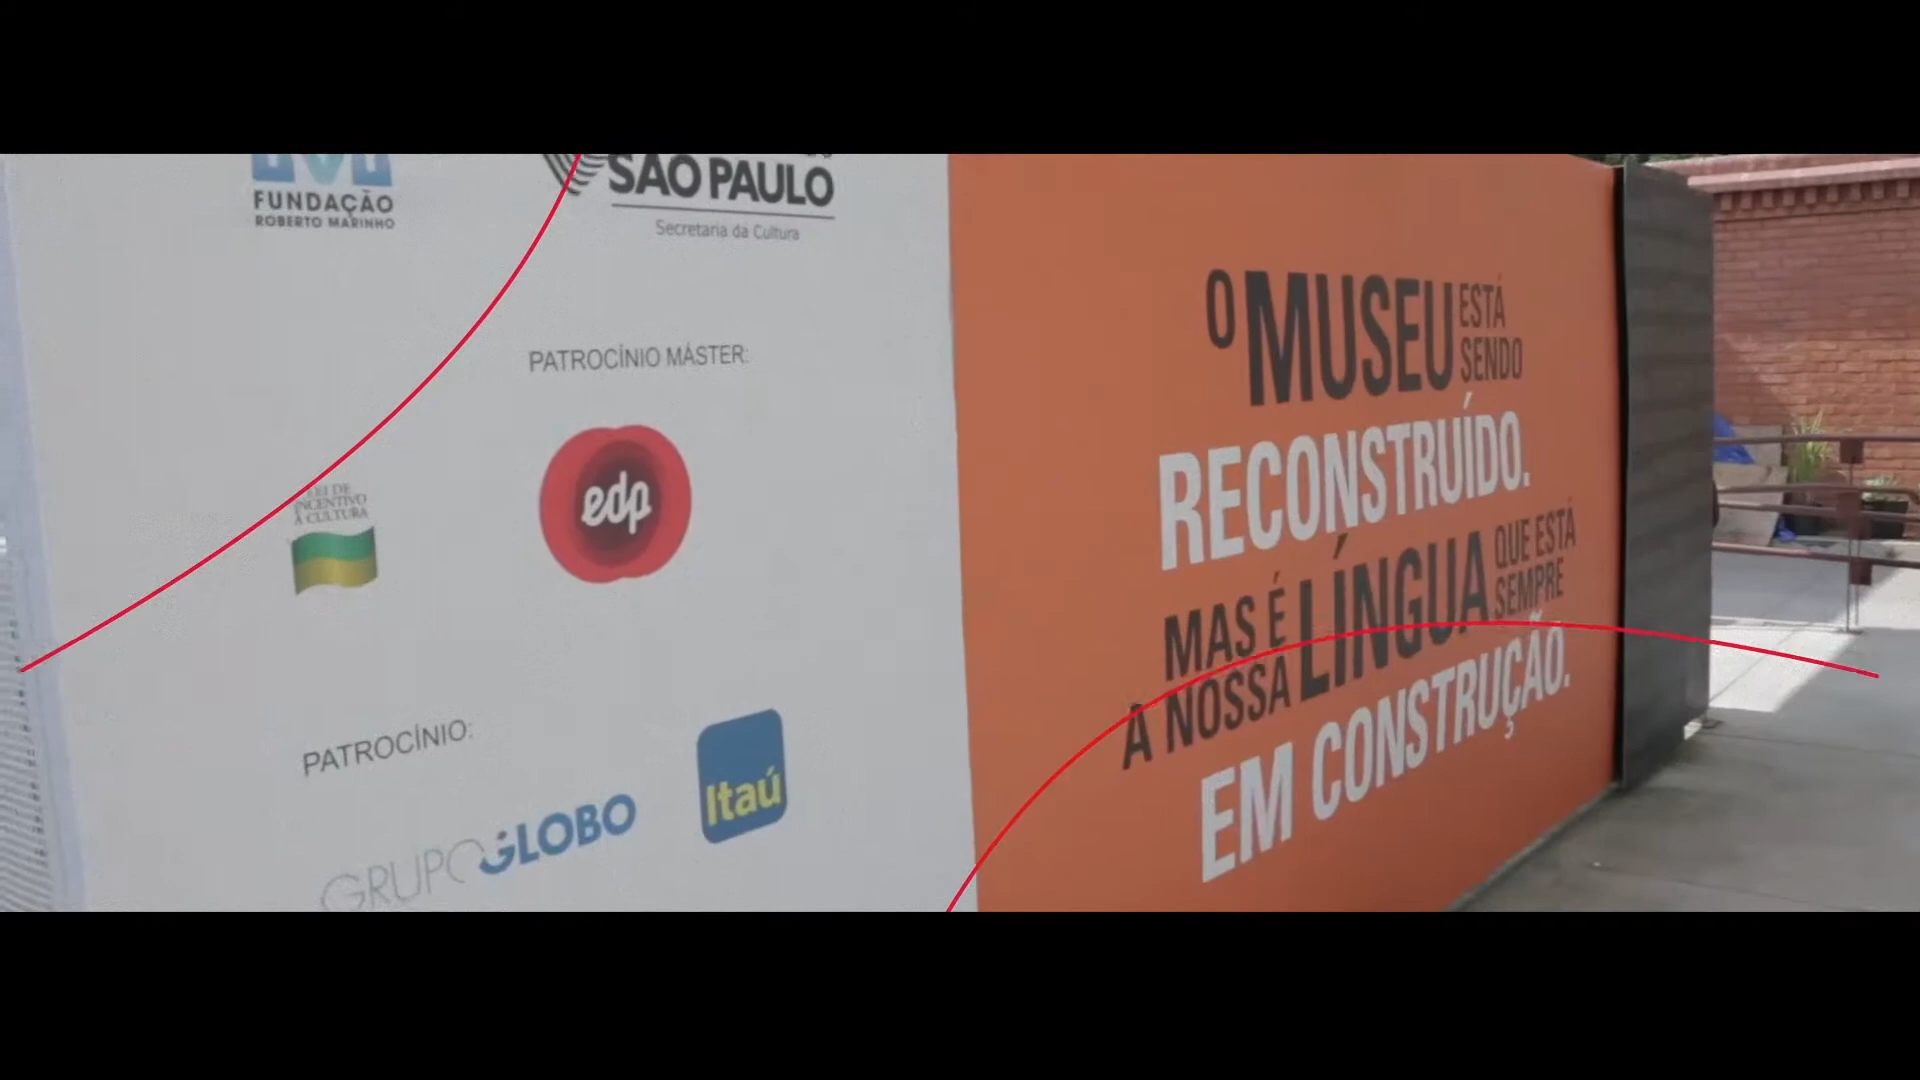 FUNDAÇÃO
ROBERTO MARINHO
SÃO PAULO
Secretaria da Cultura
PATROCÍNIO MÁSTER:
LEI DE
INCENTIVO
À CULTURA
edp
PATROCÍNIO:
GRUPO GLOBO
Itaú
O MUSEU ESTÁ
SENDO
RECONSTRUÍDO.
MAS É
A NOSSA LÍNGUA QUE ESTÁ
SEMPRE
EM CONSTRUÇÃO.